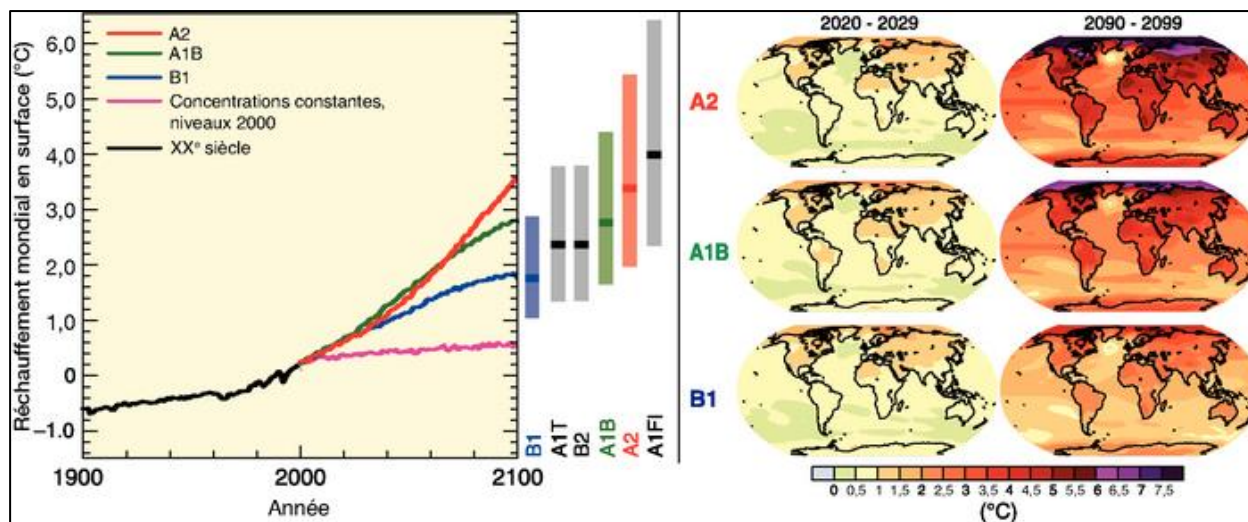 Réchauffement mondial en surface (°C)
6,0
5,0
4,0
3,0
2,0
1,0
0
–1.0
A2
A1B
B1
Concentrations constantes,
niveaux 2000
XXe siècle
1900
2000
2100
Année
B1
A1T
B2
A1B
A2
A1FI
2020 - 2029
2090 - 2099
A2
A1B
B1
0 0,5 1 1,5 2 2,5 3 3,5 4 4,5 5 5,5 6 6,5 7 7,5
(°C)